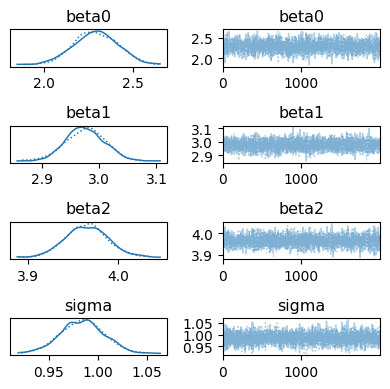 beta0 beta0
2.5
2.0
2.0 2.5 0 1000
beta1 beta1
3.1
3.0
2.9
2.9 3.0 3.1 0 1000
beta2 beta2
4.0
3.9
3.9 4.0 0 1000
sigma sigma
1.05
1.00
0.95
0.95 1.00 1.05 0 1000